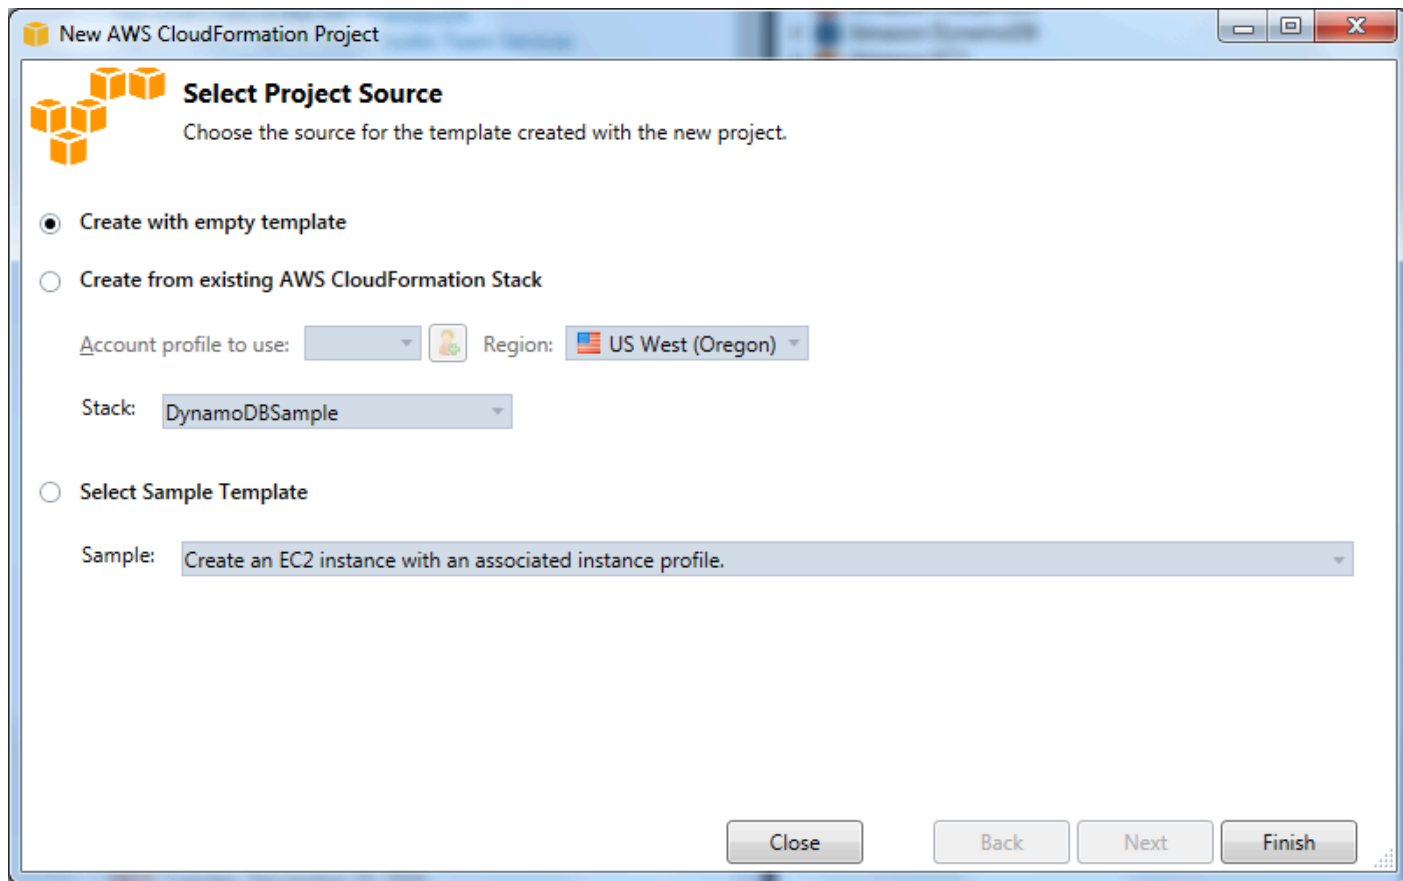 New AWS CloudFormation Project
Select Project Source
Choose the source for the template created with the new project.
Create with empty template
Create from existing AWS CloudFormation Stack
Account profile to use: Region: US West (Oregon)
Stack: DynamoDBSample
Select Sample Template
Sample: Create an EC2 instance with an associated instance profile.
Close Back Next Finish